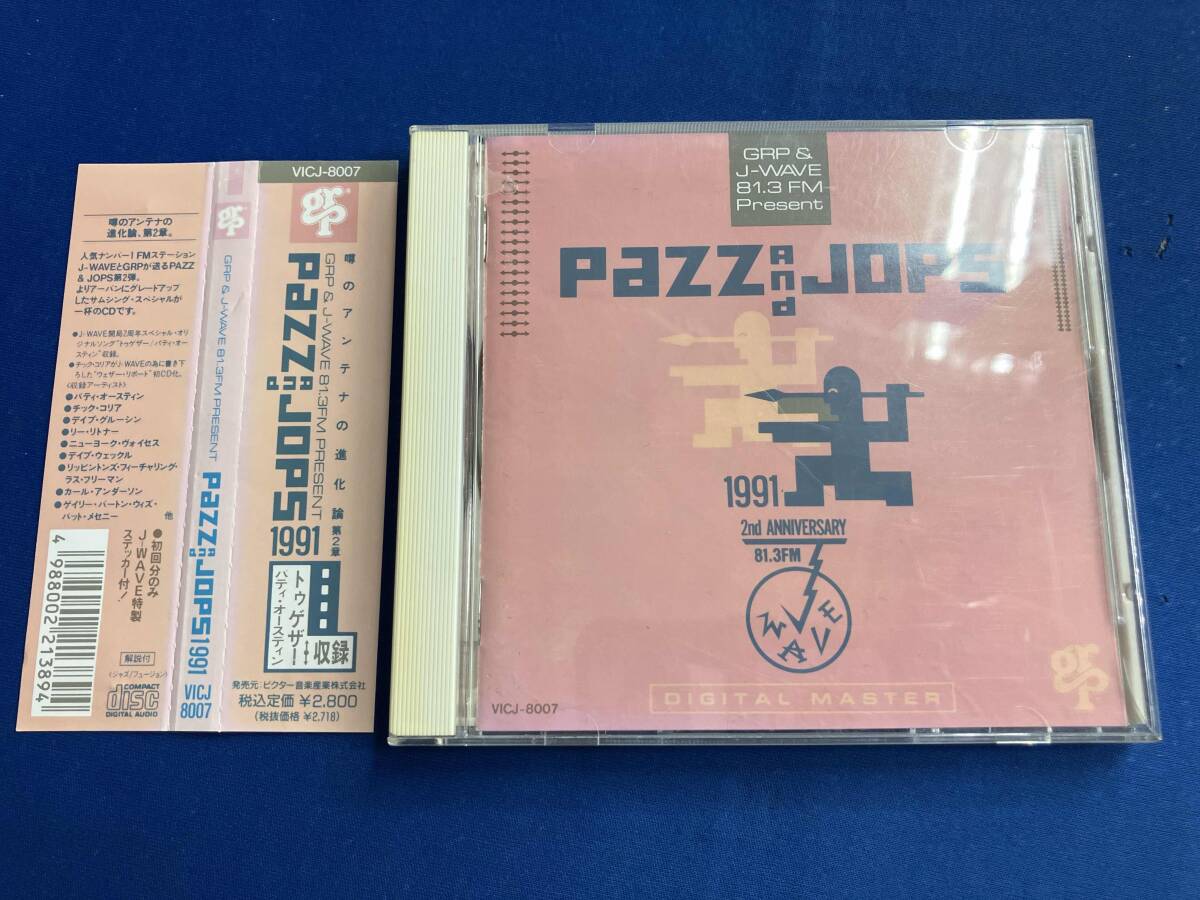 噂のアンテナの
進化論、第2章。
人気ナンバー1FMステーション
J-WAVEとGRPが送るPAZZ
& JOPS第2弾。
よりアーバンにグレードアップ
したサムシング・スペシャルが
一杯のCDです。
●J-WAVE開局2周年スペシャル・オリ
ジナルソング"トゥゲザー/パティ・オー
スティン"収録。
●チック・コリアがJ-WAVEの為に書き下
ろした"ウェザー・リポート"初CD化。
〈収録アーティスト〉
●パティ・オースティン
●チック・コリア
●デイブ・グルーシン
●リー・リトナー
●ニューヨーク・ヴォイセス
●デイブ・ウェックル
●リッピントンズ・フィーチャリング・
ラス・フリーマン
●カール・アンダーソン
●ゲイリー・バートン・ウィズ・
パット・メセニー 他
●初回分のみ
J-WAVE特製
ステッカー付!
4 988002 213894
解説付
〈ジャズ/フュージョン〉
COMPACT
disc
DIGITAL AUDIO
grp
GRP & J-WAVE 81.3FM PRESENT
PAZZ AND JOPS 1991
VICJ
8007
VICJ-8007
grp
噂のアンテナの進化論 第2章
GRP & J-WAVE 81.3FM PRESENT
PAZZ AND JOPS
1991
トゥゲザー
パティ・オースティン
収録
発売元:ビクター音楽産業株式会社
税込定価 ¥2,800
(税抜価格 ¥2,718)
GRP &
J-WAVE
81.3 FM
Present
PAZZ AND JOPS
1991
2nd ANNIVERSARY
81.3FM
WAVE
grp
DIGITAL MASTER
VICJ-8007